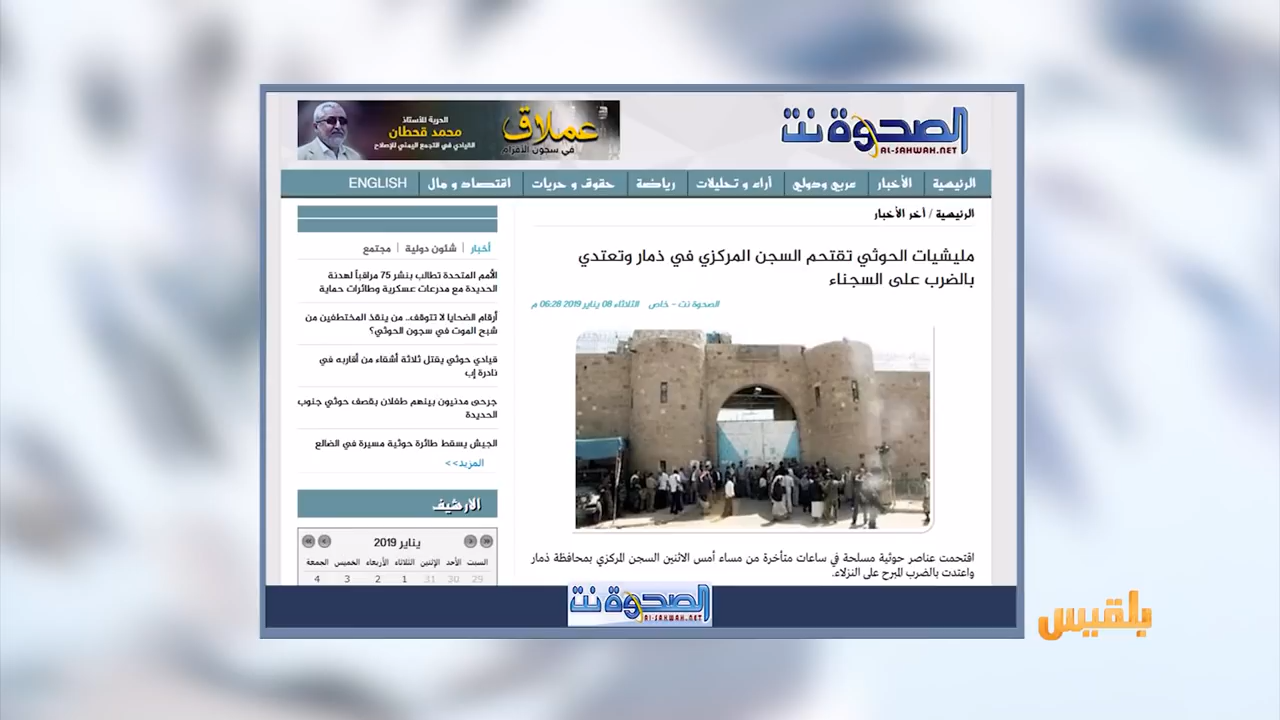 الحرية للأستاذ
محمد قحطان
القيادي في التجمع اليمني للإصلاح
عملاق
في سجون الأقزام
الصحوة نت
AL-SAHWAH.NET
الرئيسية
الأخبار
عربي ودولي
آراء و تحليلات
رياضة
حقوق و حريات
اقتصاد و مال
ENGLISH
الرئيسية / آخر الأخبار
مليشيات الحوثي تقتحم السجن المركزي في ذمار وتعتدي
بالضرب على السجناء
الصحوة نت - خاص
الثلاثاء 08 يناير 2019 06:28 م
اقتحمت عناصر حوثية مسلحة في ساعات متأخرة من مساء أمس الاثنين السجن المركزي بمحافظة ذمار
واعتدت بالضرب المبرح على النزلاء.
أخبار | شئون دولية | مجتمع
الأمم المتحدة تطالب بنشر 75 مراقباً لهدنة
الحديدة مع مدرعات عسكرية وطائرات حماية
أرقام الضحايا لا تتوقف.. من ينقذ المختطفين من
شبح الموت في سجون الحوثي؟
قيادي حوثي يقتل ثلاثة أشقاء من أقاربه في
نادرة إب
جرحى مدنيون بينهم طفلان بقصف حوثي جنوب
الحديدة
الجيش يسقط طائرة حوثية مسيرة في الضالع
المزيد>>
الارشيف
يناير 2019
السبت الأحد الإثنين الثلاثاء الأربعاء الخميس الجمعة
29 30 31 1 2 3 4
الصحوة نت
AL-SAHWAH.NET
بلقيس